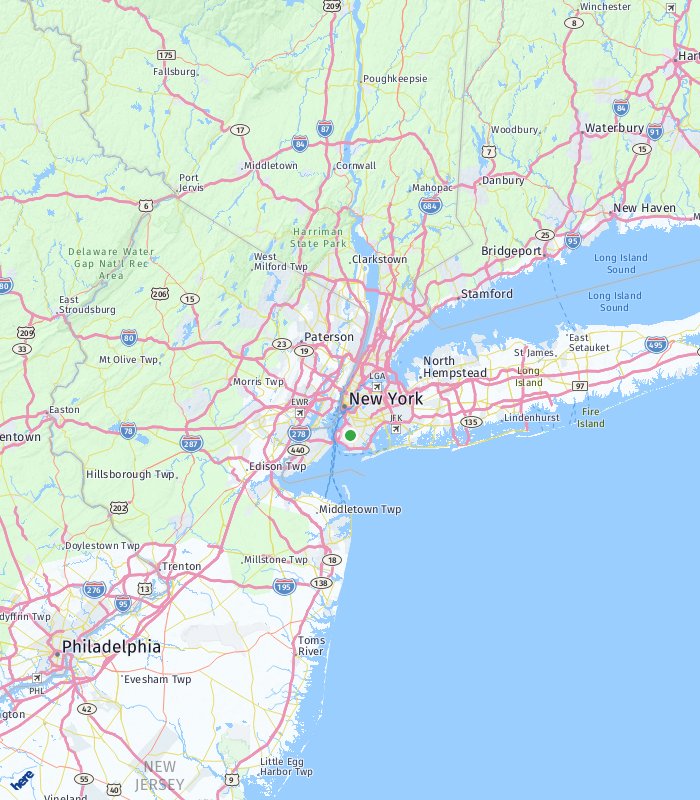 209
Winchester
8
175
Fallsburg
Poughkeepsie
Hart
84
17
87
84
Woodbury
Waterbury
91
15
Middletown
Cornwall
7
Port
Jervis
Mahopac
Danbury
6
684
New Haven
Harriman
State Park
25
95
Delaware Water
Gap Nat'l Rec
Area
West
Milford Twp
Clarkstown
Bridgeport
Long Island
Sound
80
206
15
East
Stroudsburg
Stamford
Long Island
Sound
209
33
80
23
19
Paterson
East
Setauket
495
Mt Olive Twp
North
Hempstead
St James
Morris Twp
LGA
Long
Island
97
EWR
New York
Easton
JFK
135
Lindenhurst
Fire
Island
entown
78
287
278
440
Hillsborough Twp
Edison Twp
202
Middletown Twp
Doylestown Twp
Trenton
Millstone Twp
18
276
13
195
138
95
dyffrin Twp
Philadelphia
Toms
River
PHL
Evesham Twp
ngton
42
NEW
JERSEY
Little Egg
Harbor Twp
here
55
40
9
Vineland